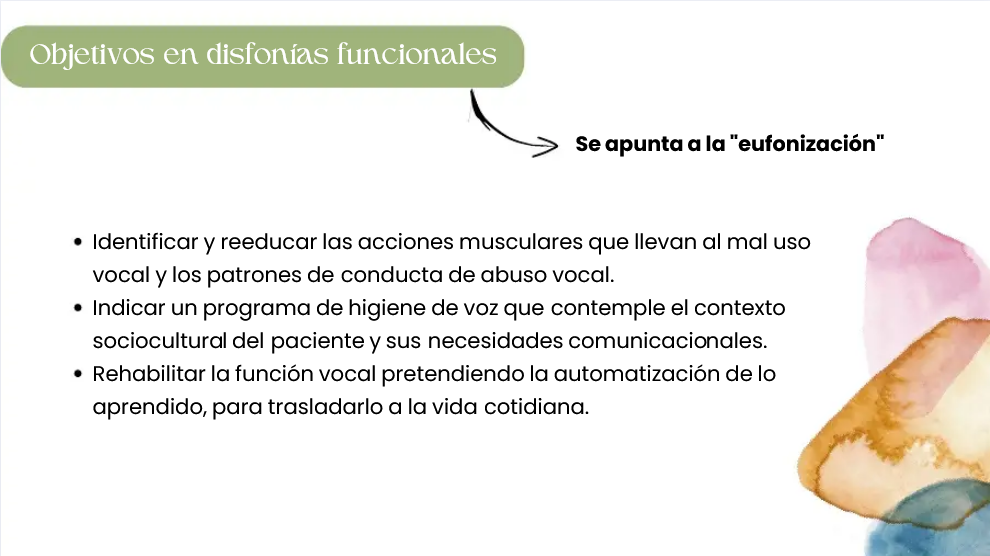 Objetivos en disfonías funcionales
Se apunta a la "eufonización"
• Identificar y reeducar las acciones musculares que llevan al mal uso
vocal y los patrones de conducta de abuso vocal.
• Indicar un programa de higiene de voz que contemple el contexto
sociocultural del paciente y sus necesidades comunicacionales.
• Rehabilitar la función vocal pretendiendo la automatización de lo
aprendido, para trasladarlo a la vida cotidiana.